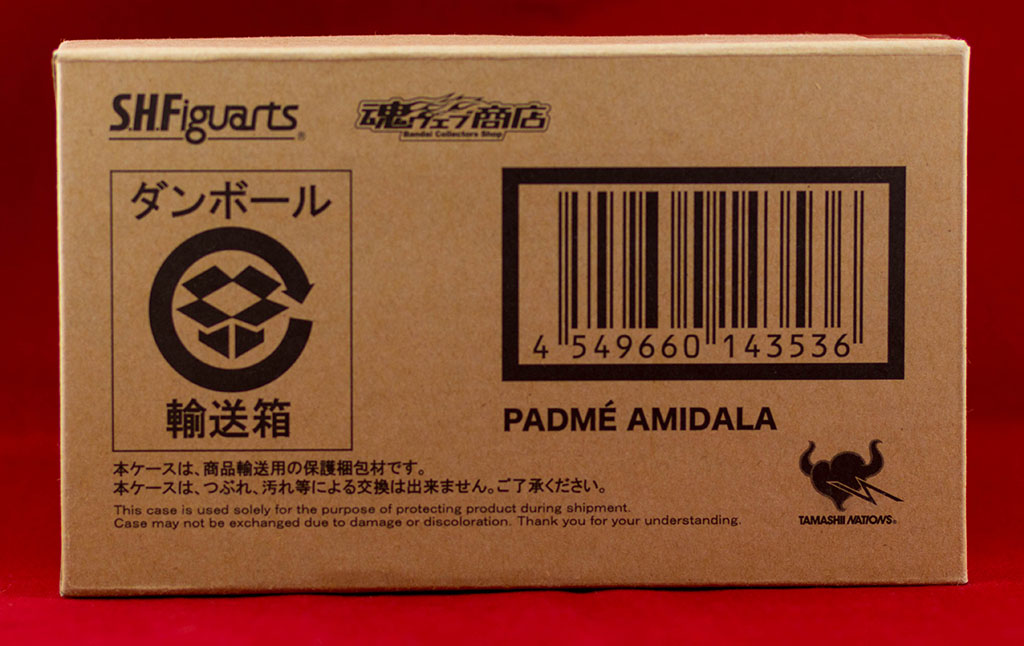 S.H.Figuarts®
魂ウェブ商店
Bandai Collectors Shop
ダンボール
輸送箱
4 549660 143536
PADMÉ AMIDALA
本ケースは、商品輸送用の保護梱包材です。
本ケースは、つぶれ、汚れ等による交換は出来ません。ご了承ください。
This case is used solely for the purpose of protecting product during shipment.
Case may not be exchanged due to damage or discoloration. Thank you for your understanding.
TAMASHII NATIONS®